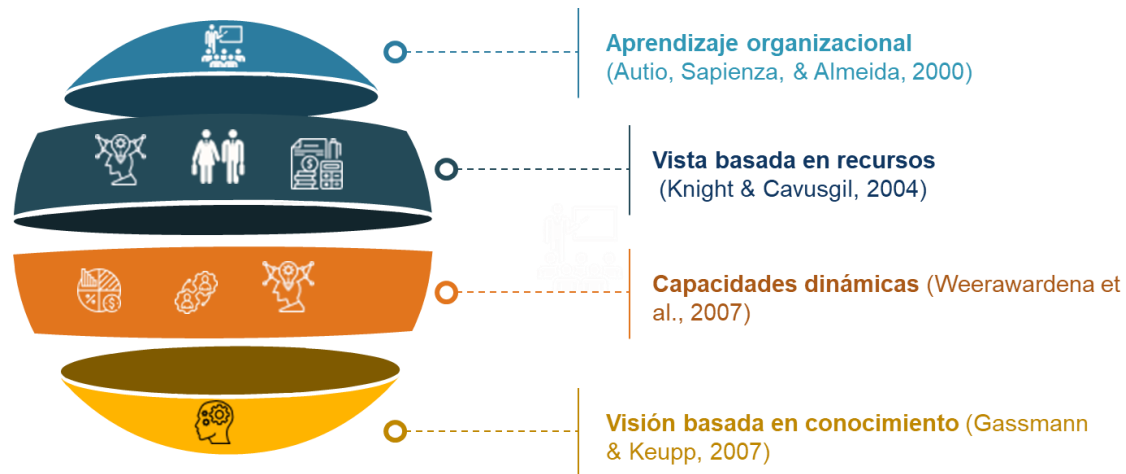 Aprendizaje organizacional
(Autio, Sapienza, & Almeida, 2000)
Vista basada en recursos
(Knight & Cavusgil, 2004)
Capacidades dinámicas (Weerawardena et
al., 2007)
Visión basada en conocimiento (Gassmann
& Keupp, 2007)